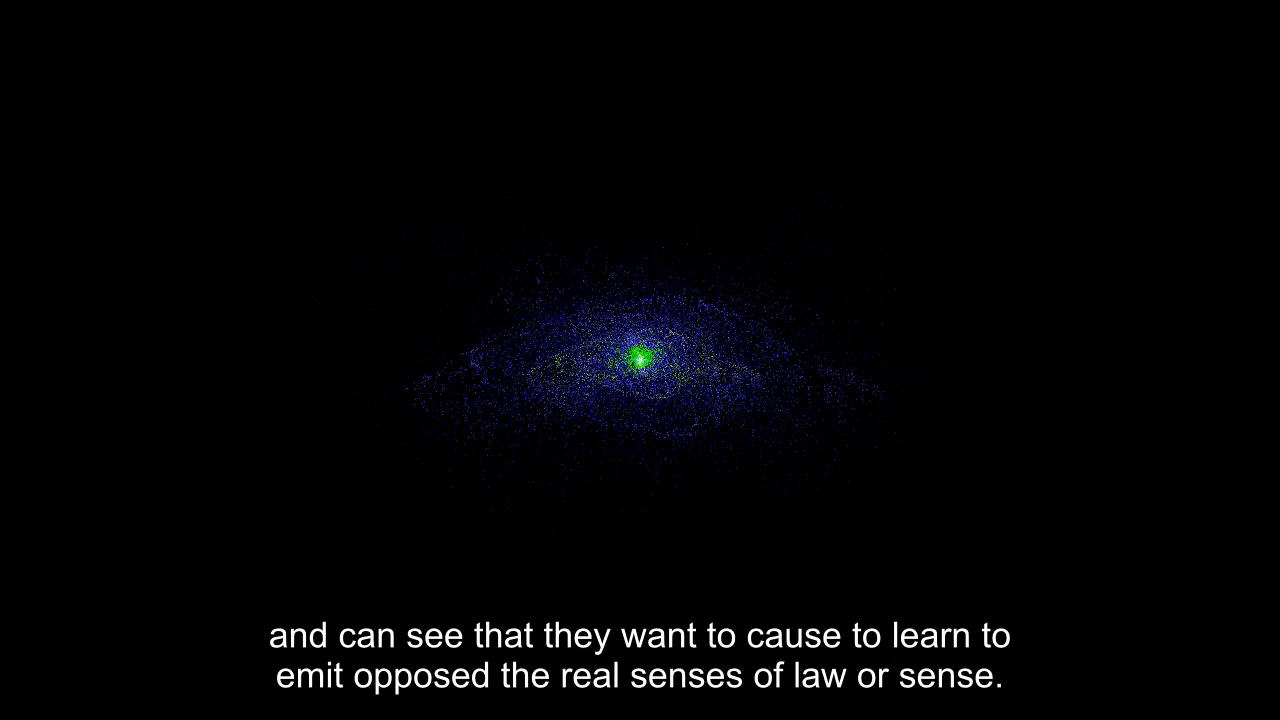 and can see that they want to cause to learn to
emit opposed the real senses of law or sense.